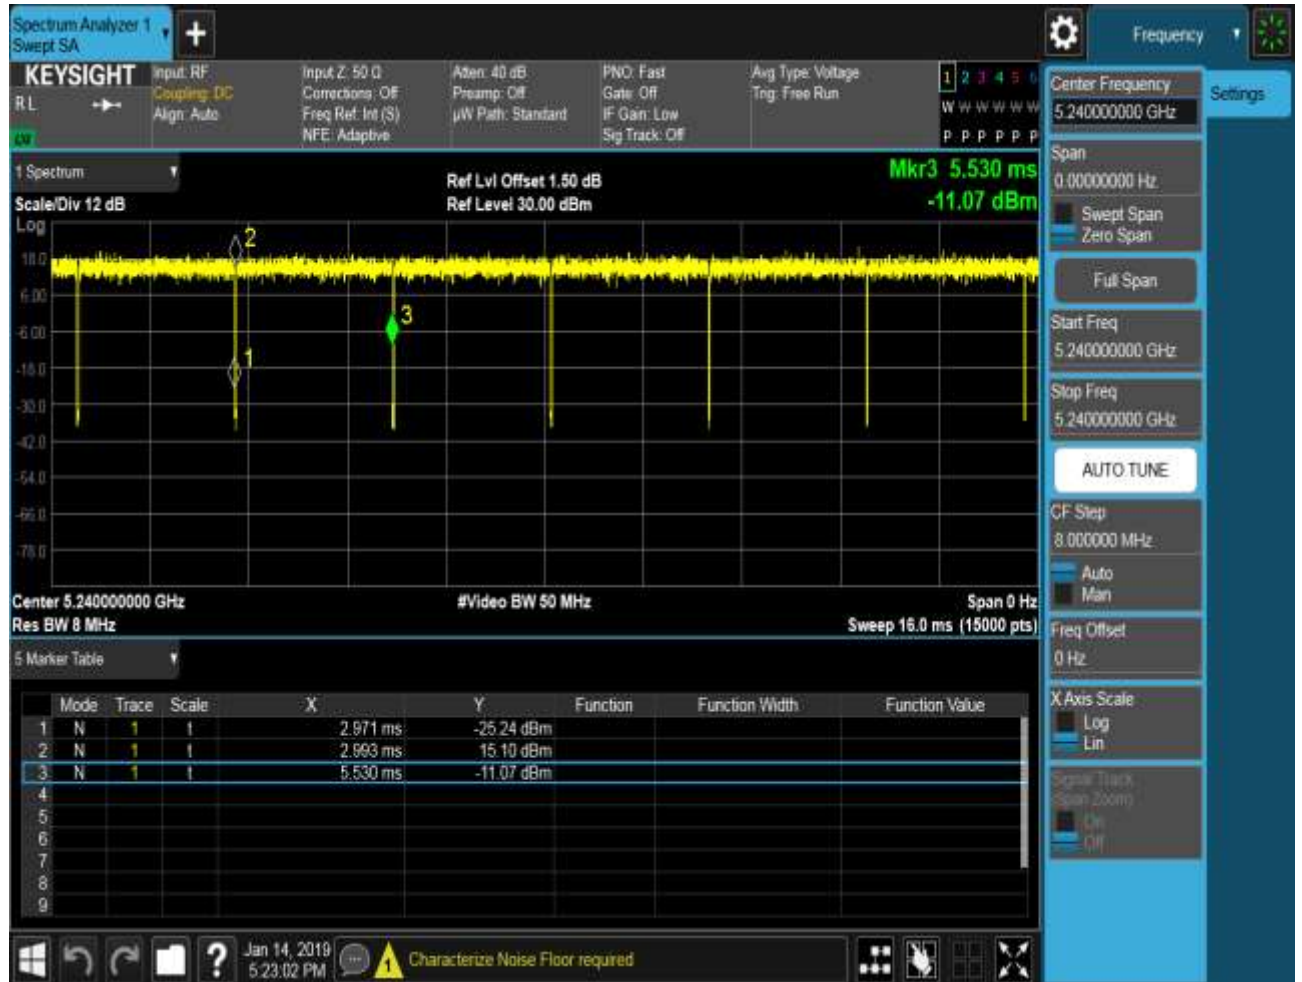 Spectrum Analyzer 1
Swept SA
+
Frequency
KEYSIGHT
Input: RF
Input Z: 50 Ω
Atten: 40 dB
PNO: Fast
Avg Type: Voltage
1 2 3 4 5 6
R L
Coupling: DC
Corrections: Off
Preamp: Off
Gate: Off
Trig: Free Run
W W W W W W
Align: Auto
Freq Ref: Int (S)
µW Path: Standard
IF Gain: Low
NFE: Adaptive
Sig Track: Off
P P P P P P
Center Frequency
5.240000000 GHz
Settings
Span
0.00000000 Hz
Swept Span
Zero Span
Full Span
Start Freq
5.240000000 GHz
Stop Freq
5.240000000 GHz
AUTO TUNE
CF Step
8.000000 MHz
Auto
Man
Freq Offset
0 Hz
X Axis Scale
Log
Lin
Signal Track
(Span Zoom)
On
Off
1 Spectrum
Ref Lvl Offset 1.50 dB
Mkr3 5.530 ms
Scale/Div 12 dB
Ref Level 30.00 dBm
-11.07 dBm
Log
18.0
6.00
-6.00
-18.0
-30.0
-42.0
-54.0
-66.0
-78.0
2
3
1
Center 5.240000000 GHz
#Video BW 50 MHz
Span 0 Hz
Res BW 8 MHz
Sweep 16.0 ms (15000 pts)
5 Marker Table
Mode Trace Scale X Y Function Function Width Function Value
1 N 1 t 2.971 ms -25.24 dBm
2 N 1 t 2.993 ms 15.10 dBm
3 N 1 t 5.530 ms -11.07 dBm
4
5
6
7
8
9
?
Jan 14, 2019
5:23:02 PM
1
Characterize Noise Floor required